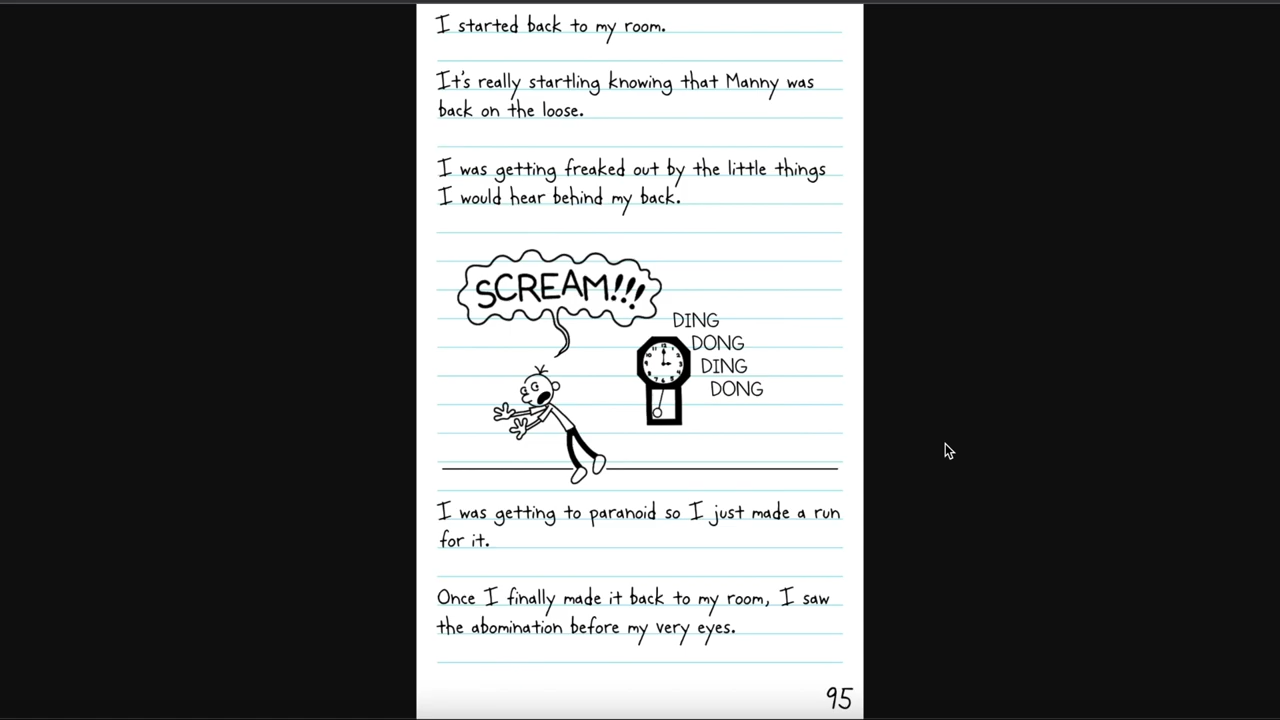 I started back to my room.
It's really startling knowing that Manny was
back on the loose.
I was getting freaked out by the little things
I would hear behind my back.
SCREAM!!!
DING
DONG
DING
DONG
I was getting to paranoid so I just made a run
for it.
Once I finally made it back to my room, I saw
the abomination before my very eyes.
95